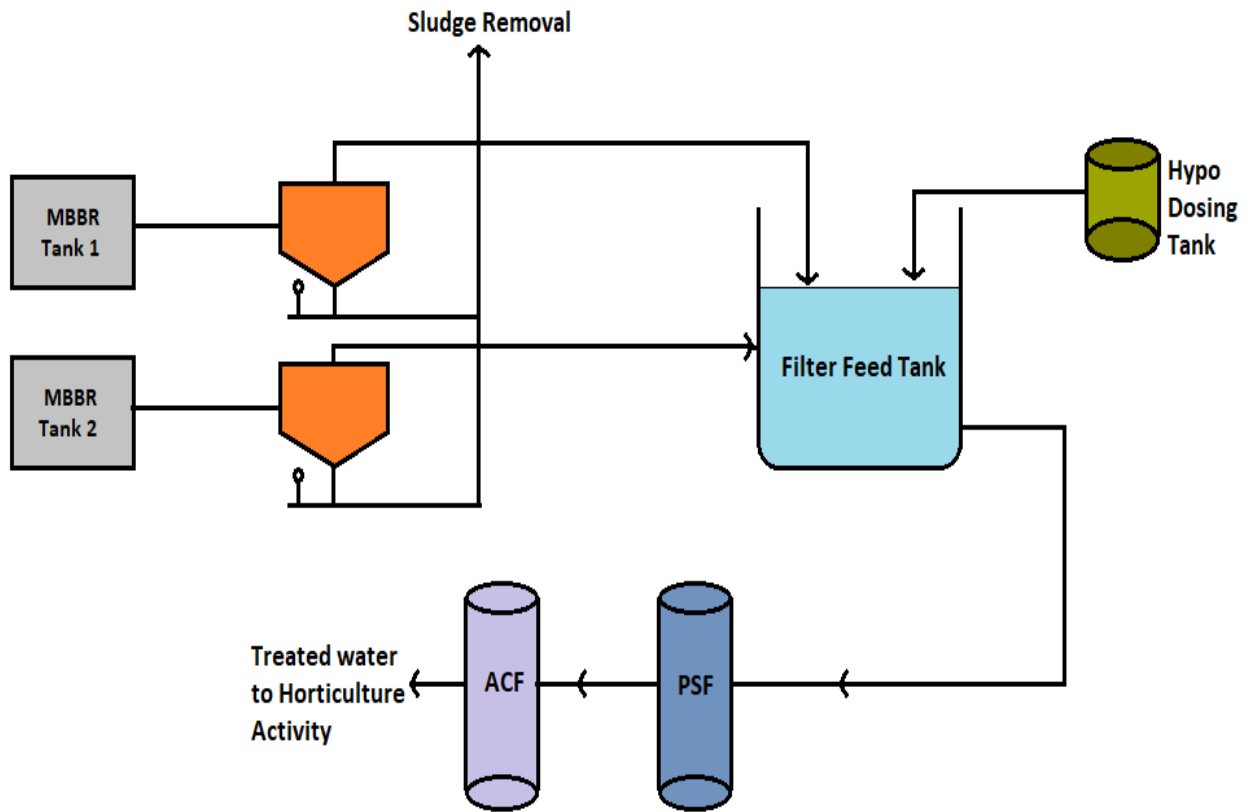 Sludge Removal
MBBR
Tank 1
Hypo
Dosing
Tank
MBBR
Tank 2
Filter Feed Tank
Treated water
to Horticulture
Activity
ACF
PSF